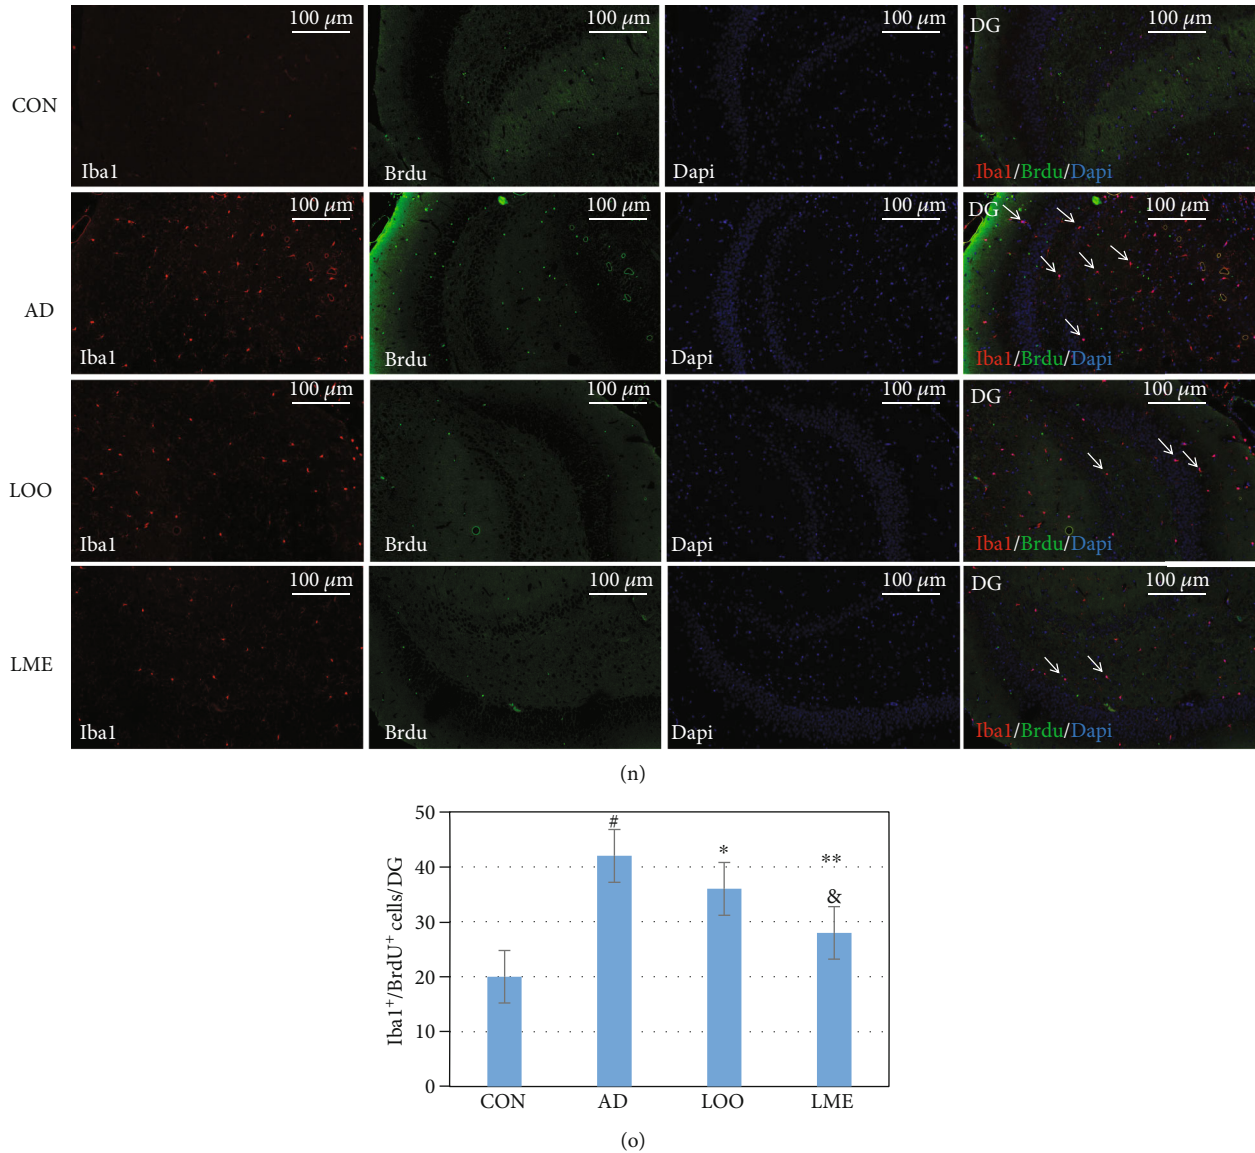 100 μm 100 μm 100 μm DG 100 μm
CON
Iba1 Brdu Dapi Iba1/Brdu/Dapi
100 μm 100 μm 100 μm DG 100 μm
AD
Iba1 Brdu Dapi Iba1/Brdu/Dapi
100 μm 100 μm 100 μm DG 100 μm
LOO
Iba1 Brdu Dapi Iba1/Brdu/Dapi
100 μm 100 μm 100 μm DG 100 μm
LME
Iba1 Brdu Dapi Iba1/Brdu/Dapi
(n)
Iba1⁺/BrdU⁺ cells/DG
50
40
30
20
10
0
#
*
**
&
CON AD LOO LME
(o)